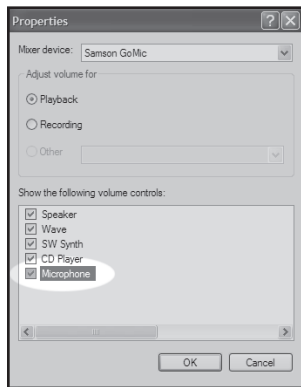 Properties
Mixer device: Samson GoMic
Adjust volume for
Playback
Recording
Other
Show the following volume controls:
Speaker
Wave
SW Synth
CD Player
Microphone
OK Cancel